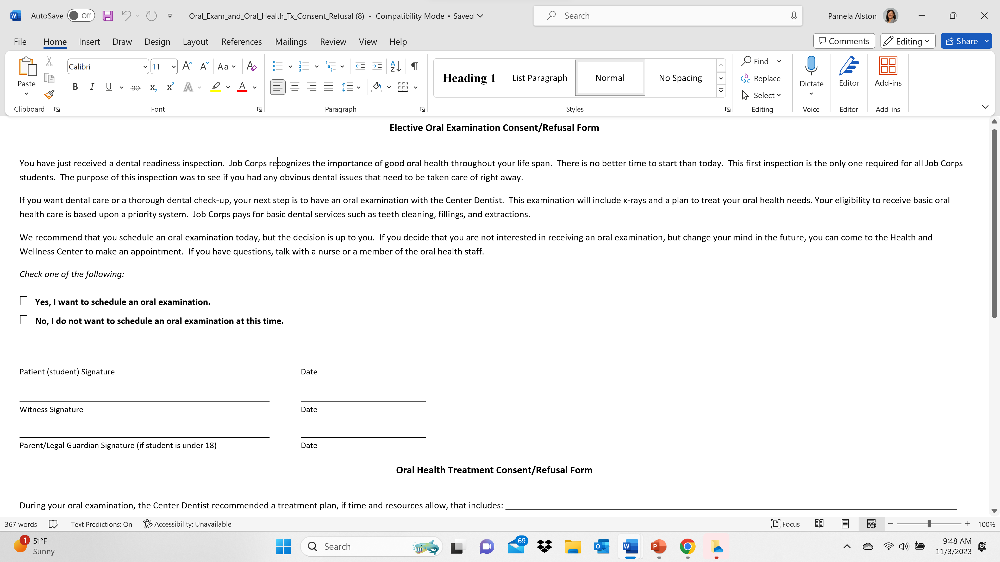 AutoSave Off Oral_Exam_and_Oral_Health_Tx_Consent_Refusal (8) - Compatibility Mode • Saved Search Pamela Alston
File Home Insert Draw Design Layout References Mailings Review View Help Comments Editing Share
Paste Calibri 11 Heading 1 List Paragraph Normal No Spacing Find Replace Select Dictate Editor Add-ins
Clipboard Font Paragraph Styles Editing Voice Editor Add-ins
Elective Oral Examination Consent/Refusal Form
You have just received a dental readiness inspection. Job Corps recognizes the importance of good oral health throughout your life span. There is no better time to start than today. This first inspection is the only one required for all Job Corps
students. The purpose of this inspection was to see if you had any obvious dental issues that need to be taken care of right away.
If you want dental care or a thorough dental check-up, your next step is to have an oral examination with the Center Dentist. This examination will include x-rays and a plan to treat your oral health needs. Your eligibility to receive basic oral
health care is based upon a priority system. Job Corps pays for basic dental services such as teeth cleaning, fillings, and extractions.
We recommend that you schedule an oral examination today, but the decision is up to you. If you decide that you are not interested in receiving an oral examination, but change your mind in the future, you can come to the Health and
Wellness Center to make an appointment. If you have questions, talk with a nurse or a member of the oral health staff.
Check one of the following:
Yes, I want to schedule an oral examination.
No, I do not want to schedule an oral examination at this time.
Patient (student) Signature Date
Witness Signature Date
Parent/Legal Guardian Signature (if student is under 18) Date
Oral Health Treatment Consent/Refusal Form
During your oral examination, the Center Dentist recommended a treatment plan, if time and resources allow, that includes:
367 words Text Predictions: On Accessibility: Unavailable Focus 100%
1 51°F Search 69 9:48 AM
Sunny 11/3/2023